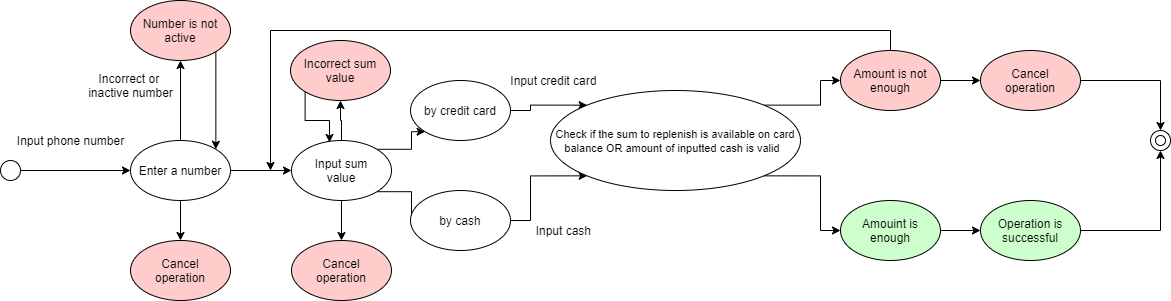 Number is not
active
Incorrect or
inactive number
Input phone number
Enter a number
Cancel
operation
Incorrect sum
value
Input sum
value
Cancel
operation
by credit card
by cash
Input credit card
Input cash
Check if the sum to replenish is available on card
balance OR amount of inputted cash is valid
Amount is not
enough
Cancel
operation
Amouint is
enough
Operation is
successful